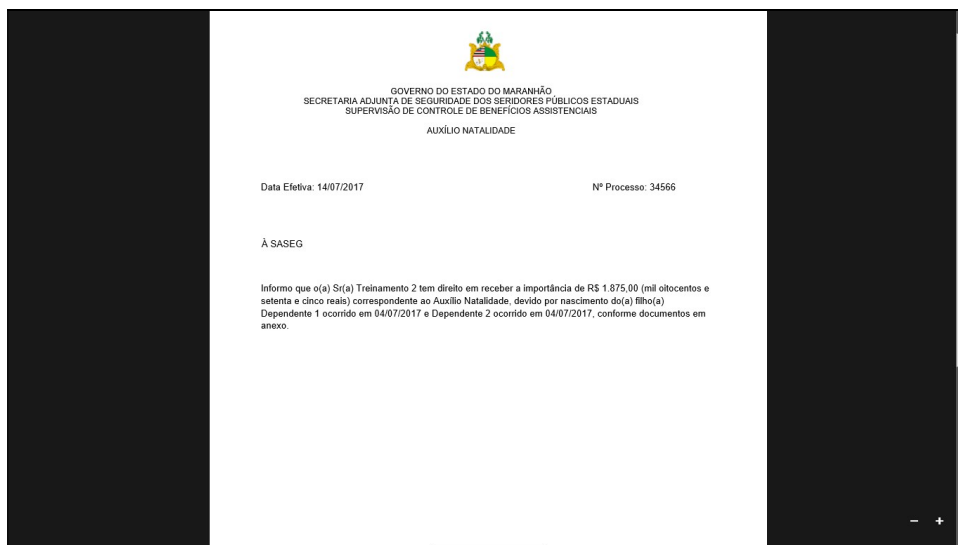 GOVERNO DO ESTADO DO MARANHÃO
SECRETARIA ADJUNTA DE SEGURIDADE DOS SERIDORES PÚBLICOS ESTADUAIS
SUPERVISÃO DE CONTROLE DE BENEFÍCIOS ASSISTENCIAIS
AUXÍLIO NATALIDADE
Data Efetiva: 14/07/2017 Nº Processo: 34566
À SASEG
Informo que o(a) Sr(a) Treinamento 2 tem direito em receber a importância de R$ 1.875,00 (mil oitocentos e
setenta e cinco reais) correspondente ao Auxílio Natalidade, devido por nascimento do(a) filho(a)
Dependente 1 ocorrido em 04/07/2017 e Dependente 2 ocorrido em 04/07/2017, conforme documentos em
anexo.